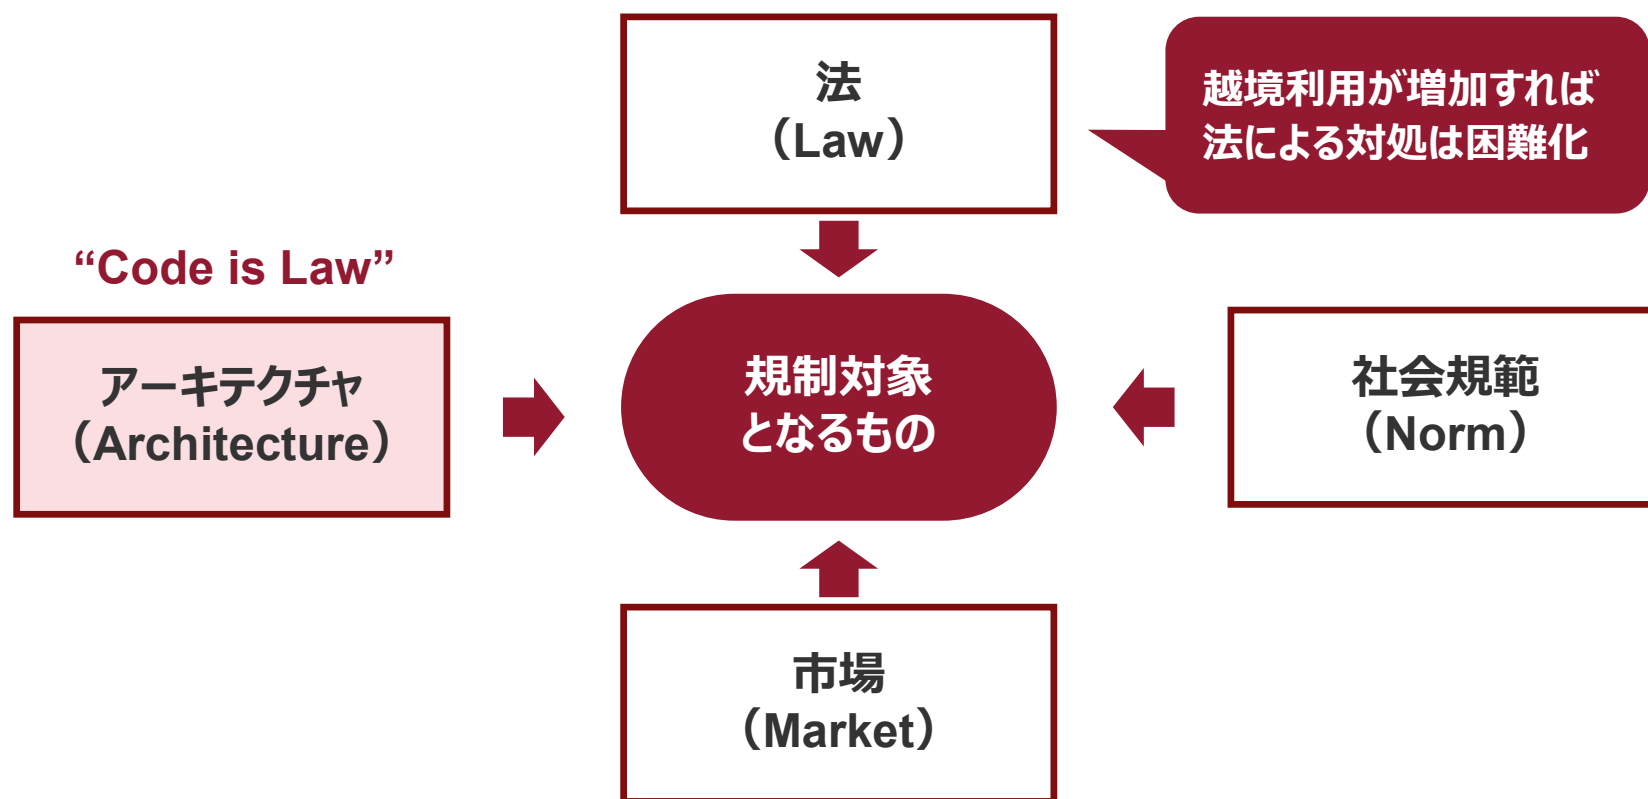 法
（Law）
越境利用が増加すれば
法による対処は困難化
“Code is Law”
アーキテクチャ
（Architecture）
規制対象
となるもの
社会規範
（Norm）
市場
（Market）